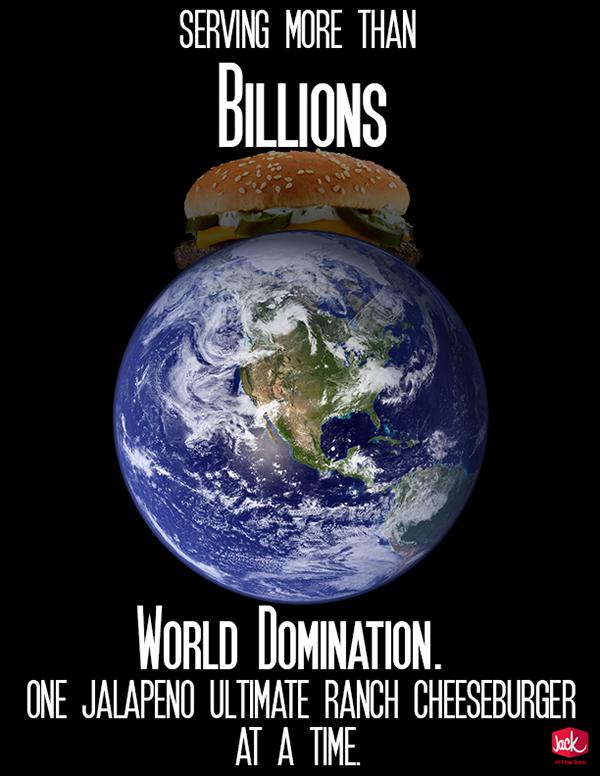 SERVING MORE THAN
BILLIONS
WORLD DOMINATION.
ONE JALAPENO ULTIMATE RANCH CHEESEBURGER
AT A TIME.
Jack
in the box